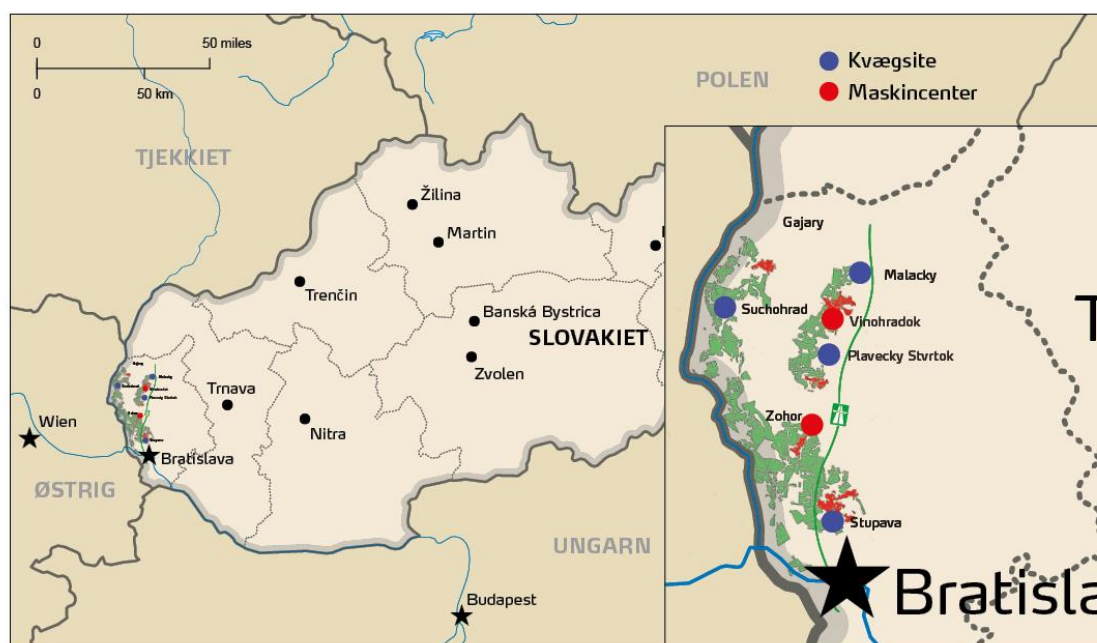 0 50 miles
0 50 km
Kvægsite
Maskincenter
POLEN
TJEKKIET
Žilina
Martin
Trenčin
Banská Bystrica
SLOVAKIET
Zvolen
Trnava
Nitra
Wien
Bratislava
ØSTRIG
UNGARN
Budapest
Gajary
Malacky
Suchohrad
Vinohradok
Plavecky Stvrtok
Zohor
Stupava
Bratisla
T